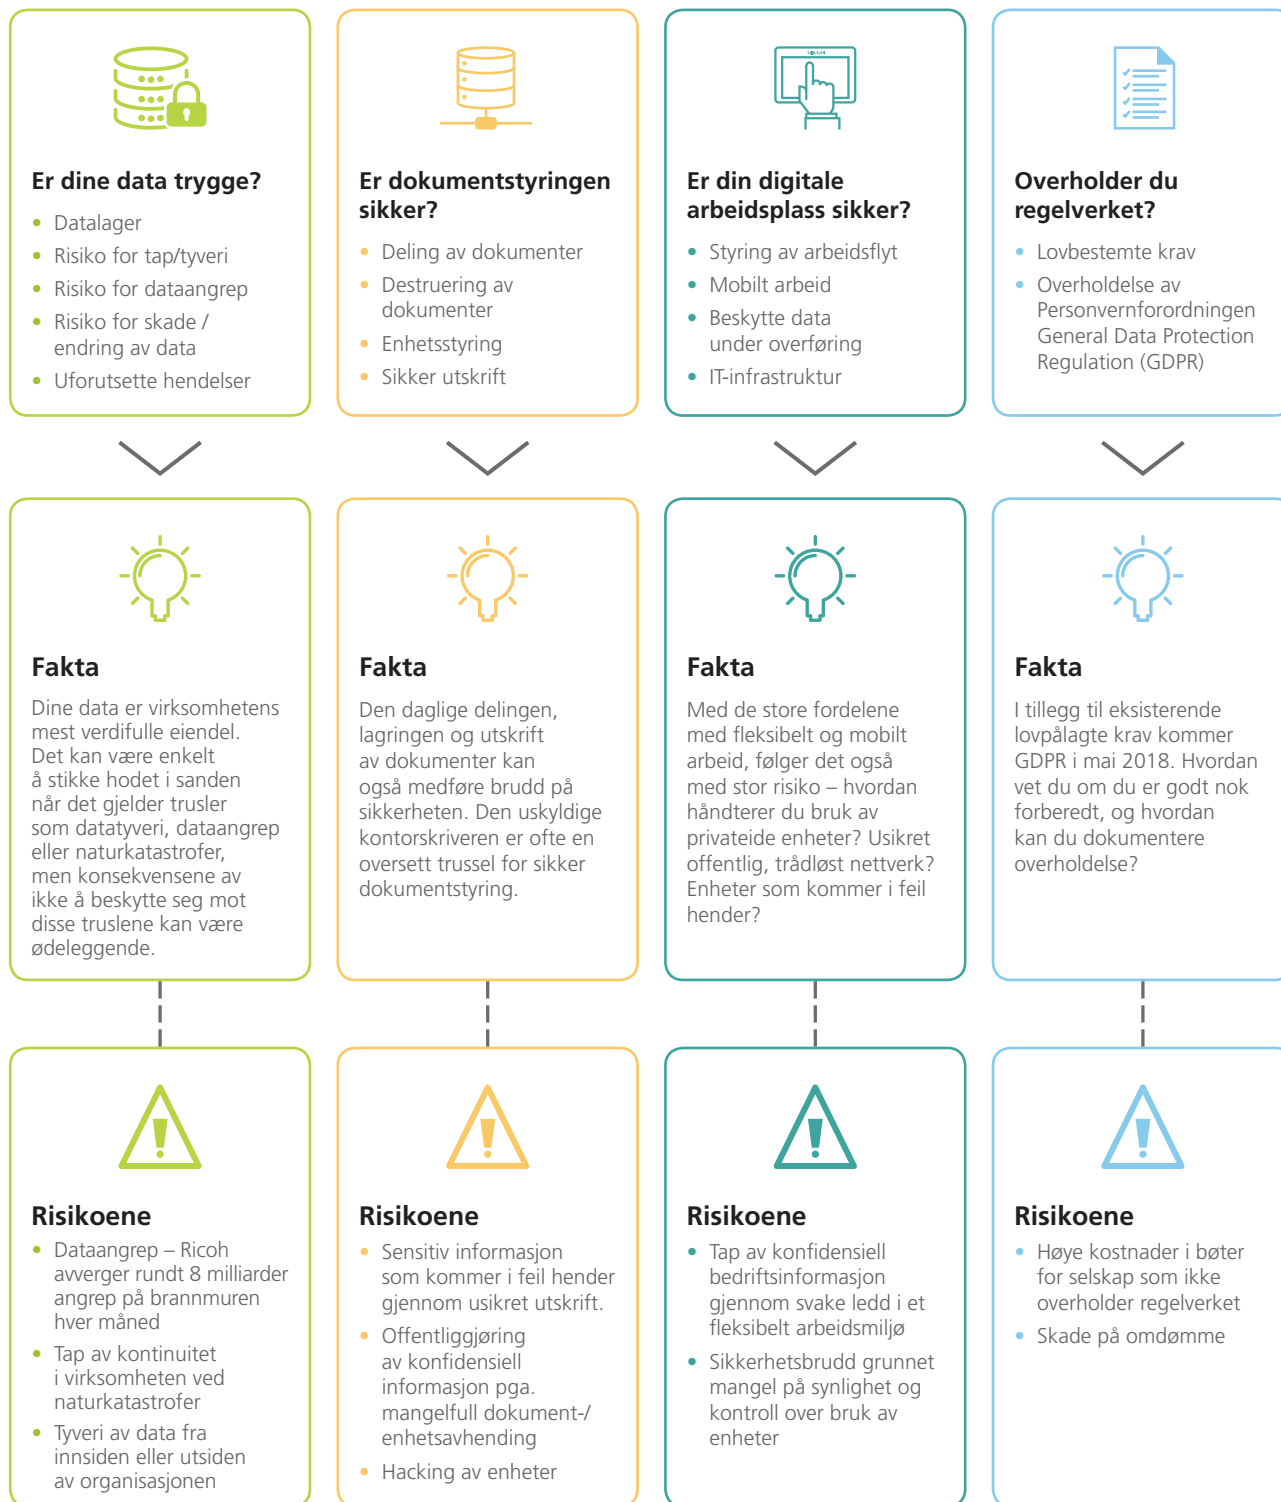 Er dine data trygge?
• Datalager
• Risiko for tap/tyveri
• Risiko for dataangrep
• Risiko for skade /
endring av data
• Uforutsette hendelser
Er dokumentstyringen
sikker?
• Deling av dokumenter
• Destruering av
dokumenter
• Enhetsstyring
• Sikker utskrift
Er din digitale
arbeidsplass sikker?
• Styring av arbeidsflyt
• Mobilt arbeid
• Beskytte data
under overføring
• IT-infrastruktur
Overholder du
regelverket?
• Lovbestemte krav
• Overholdelse av
Personvernforordningen
General Data Protection
Regulation (GDPR)
Fakta
Dine data er virksomhetens
mest verdifulle eiendel.
Det kan være enkelt
å stikke hodet i sanden
når det gjelder trusler
som datatyveri, dataangrep
eller naturkatastrofer,
men konsekvensene av
ikke å beskytte seg mot
disse truslene kan være
ødeleggende.
Fakta
Den daglige delingen,
lagringen og utskrift
av dokumenter kan
også medføre brudd på
sikkerheten. Den uskyldige
kontorskriveren er ofte en
oversett trussel for sikker
dokumentstyring.
Fakta
Med de store fordelene
med fleksibelt og mobilt
arbeid, følger det også
med stor risiko – hvordan
håndterer du bruk av
privateide enheter? Usikret
offentlig, trådløst nettverk?
Enheter som kommer i feil
hender?
Fakta
I tillegg til eksisterende
lovpålagte krav kommer
GDPR i mai 2018. Hvordan
vet du om du er godt nok
forberedt, og hvordan
kan du dokumentere
overholdelse?
Risikoene
• Dataangrep – Ricoh
avverger rundt 8 milliarder
angrep på brannmuren
hver måned
• Tap av kontinuitet
i virksomheten ved
naturkatastrofer
• Tyveri av data fra
innsiden eller utsiden
av organisasjonen
Risikoene
• Sensitiv informasjon
som kommer i feil hender
gjennom usikret utskrift.
• Offentliggjøring
av konfidensiell
informasjon pga.
mangelfull dokument-/
enhetsavhending
• Hacking av enheter
Risikoene
• Tap av konfidensiell
bedriftsinformasjon
gjennom svake ledd i et
fleksibelt arbeidsmiljø
• Sikkerhetsbrudd grunnet
mangel på synlighet og
kontroll over bruk av
enheter
Risikoene
• Høye kostnader i bøter
for selskap som ikke
overholder regelverket
• Skade på omdømme